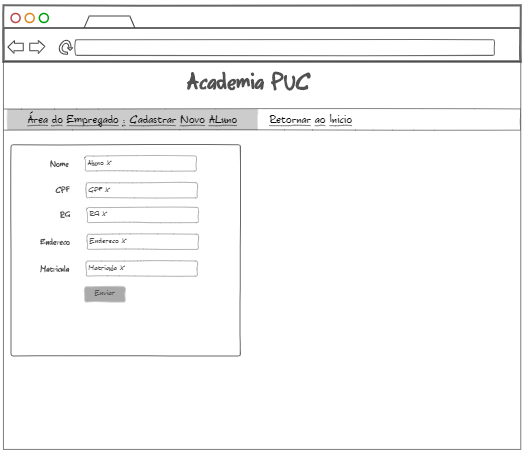 Academia PUC
Área do Empregado : Cadastrar Novo ALuno Retornar ao Inicio
Nome Aluno X
CPF CPF X
RG RG X
Endereco Endereco X
Matricula Matricula X
Enviar